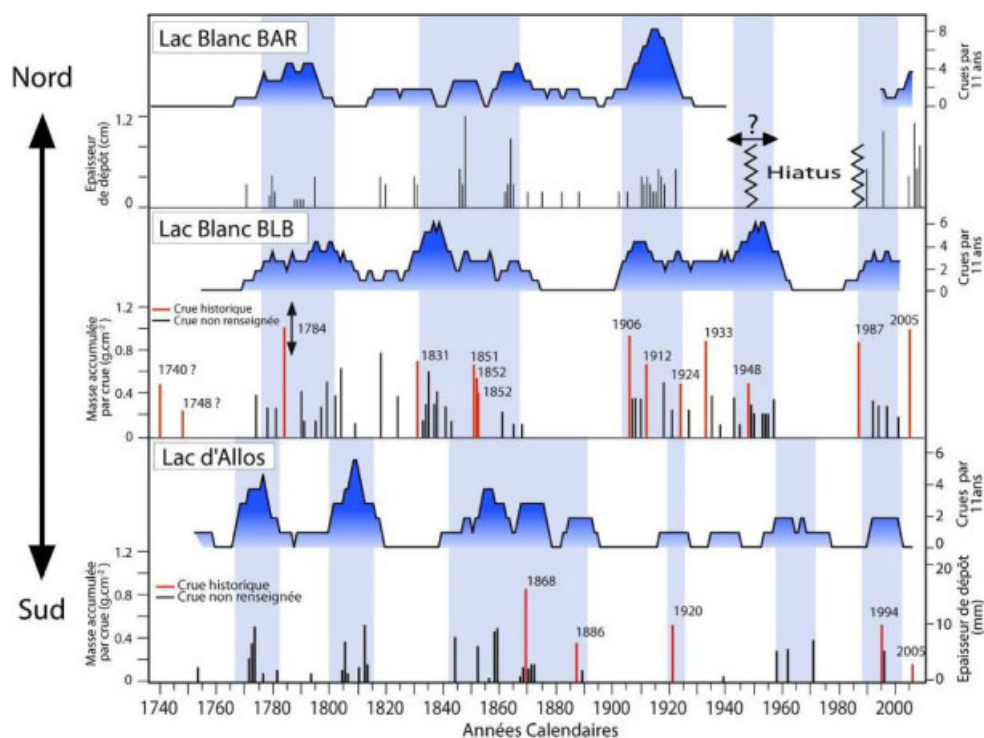 Nord
Sud
Lac Blanc BAR
8
4
0
Crues par
11 ans
1.2
0.6
0
Epaisseur
de dépôt (cm)
?
Hiatus
Lac Blanc BLB
6
4
2
0
Crues par
11 ans
1.2
0.8
0.4
0
Masse accumulée
par crue (g.cm-2)
Crue historique
Crue non renseignée
1740 ?
1748 ?
1784
1831
1851
1852
1852
1906
1912
1924
1933
1948
1987
2005
Lac d'Allos
6
4
2
0
Crues par
11ans
1.2
0.8
0.4
0
Masse accumulée
par crue (g.cm-2)
Crue historique
Crue non renseignée
1868
1886
1920
1994
2005
20
10
0
Epaisseur de dépôt
(mm)
1740 1760 1780 1800 1820 1840 1860 1880 1900 1920 1940 1960 1980 2000
Années Calendaires